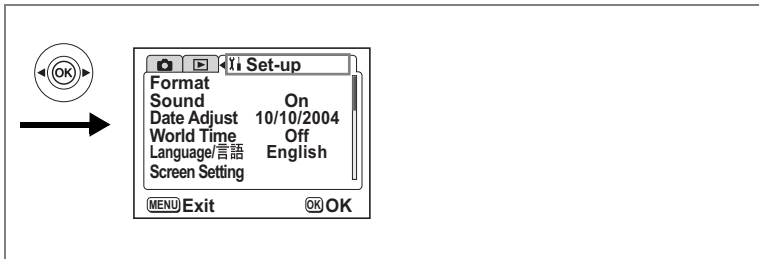 OK
Set-up
Format
Sound On
Date Adjust 10/10/2004
World Time Off
Language/言語 English
Screen Setting
MENU Exit OK OK